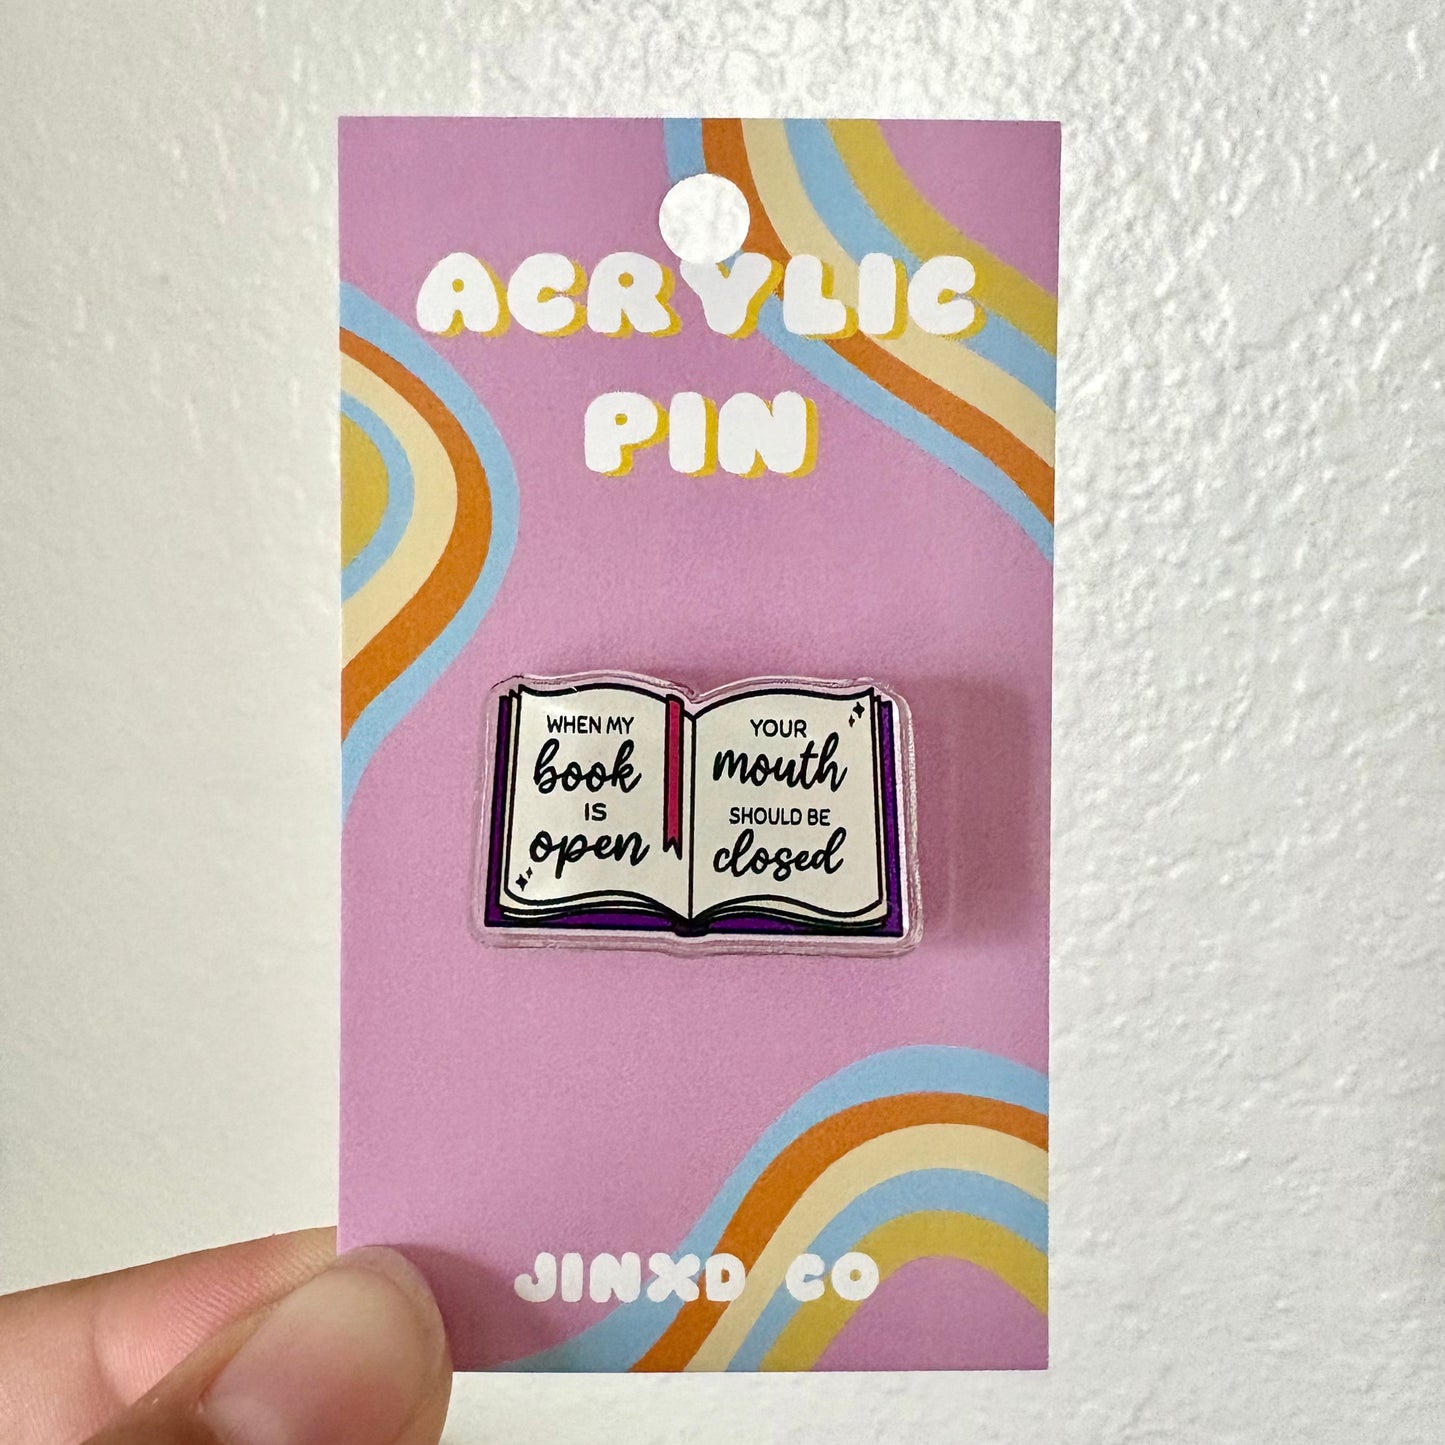 ACRYLIC
PIN
WHEN MY
book
IS
open
YOUR
mouth
SHOULD BE
closed
JINXD CO